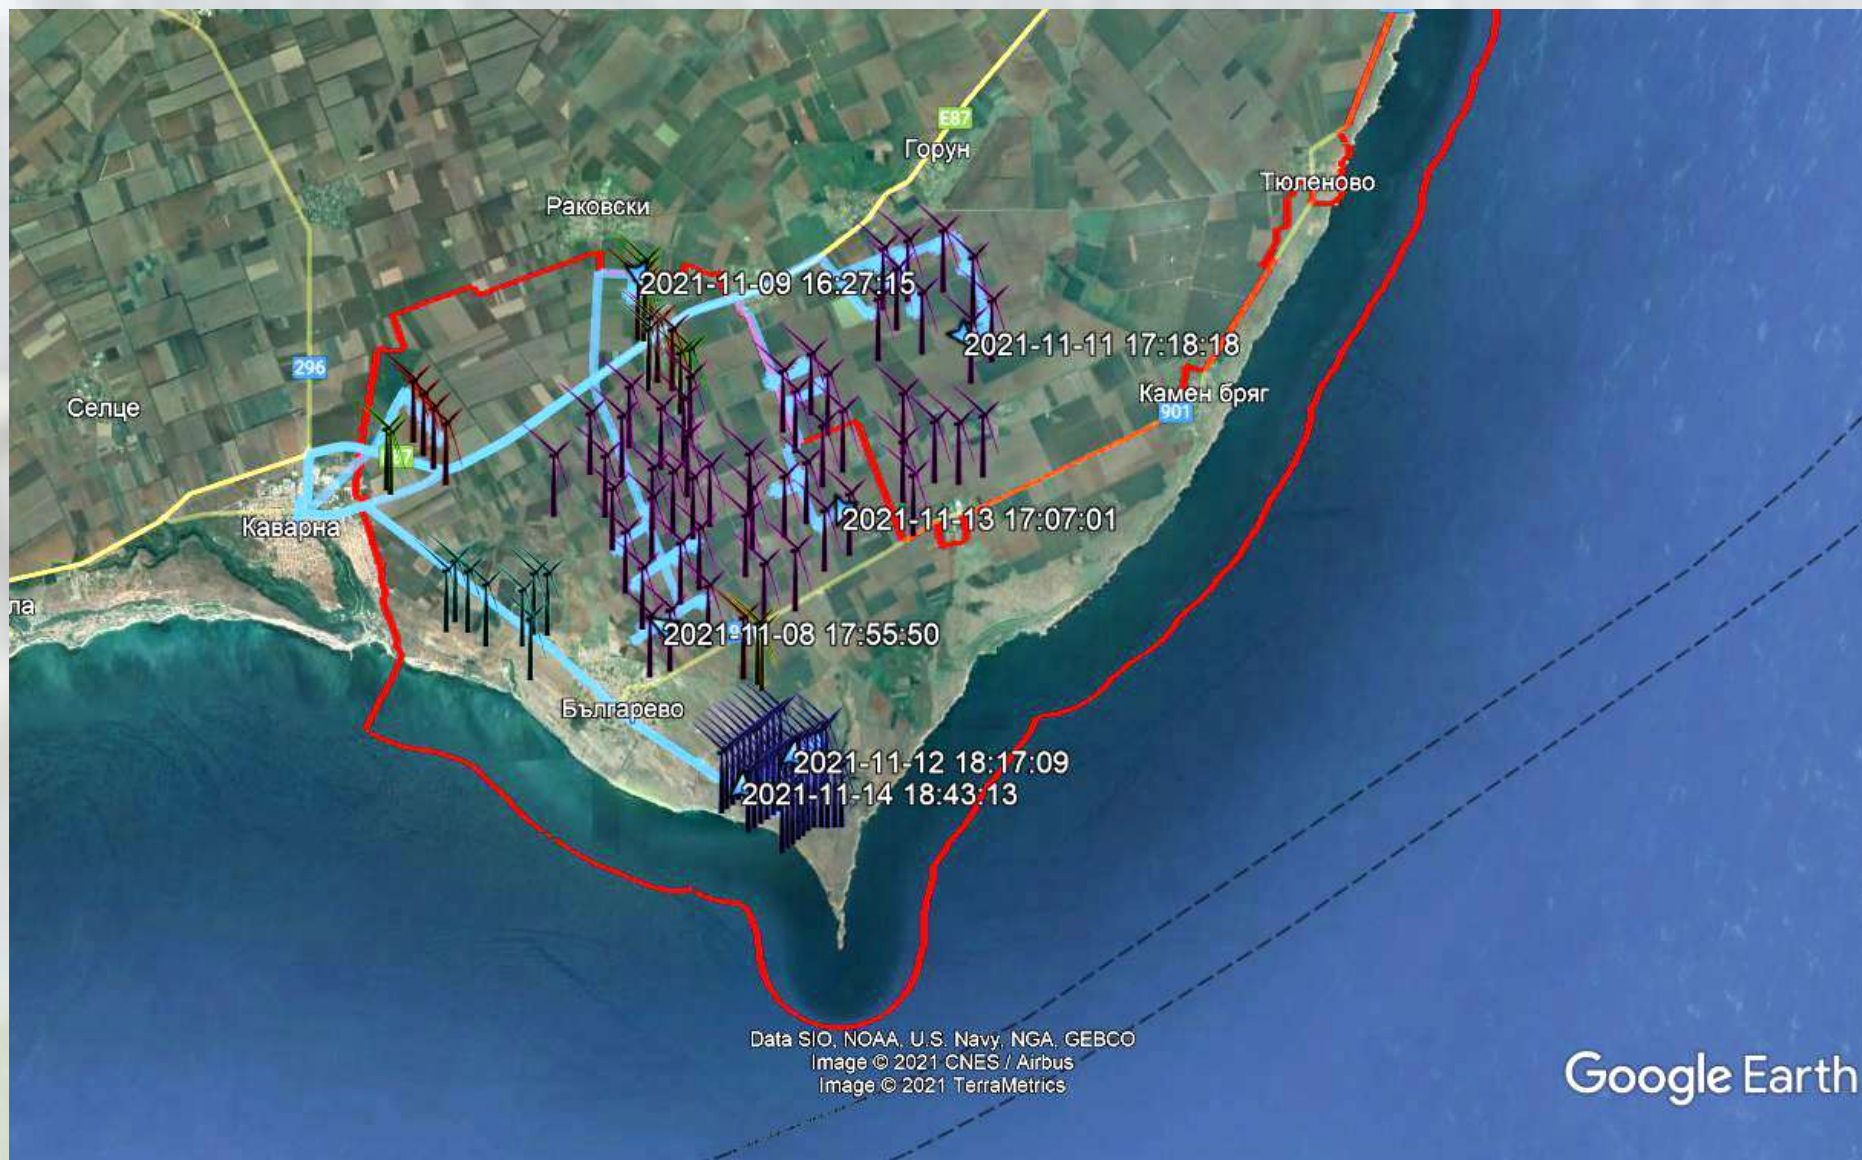 E87
Горун
Тюленово
Раковски
2021-11-09 16:27:15
2021-11-11 17:18:18
296
Камен бряг
Селце
901
87
2021-11-13 17:07:01
Каварна
ла
2021-11-08 17:55:50
Българево
2021-11-12 18:17:09
2021-11-14 18:43:13
Data SIO, NOAA, U.S. Navy, NGA, GEBCO
Image © 2021 CNES / Airbus
Image © 2021 TerraMetrics
Google Earth